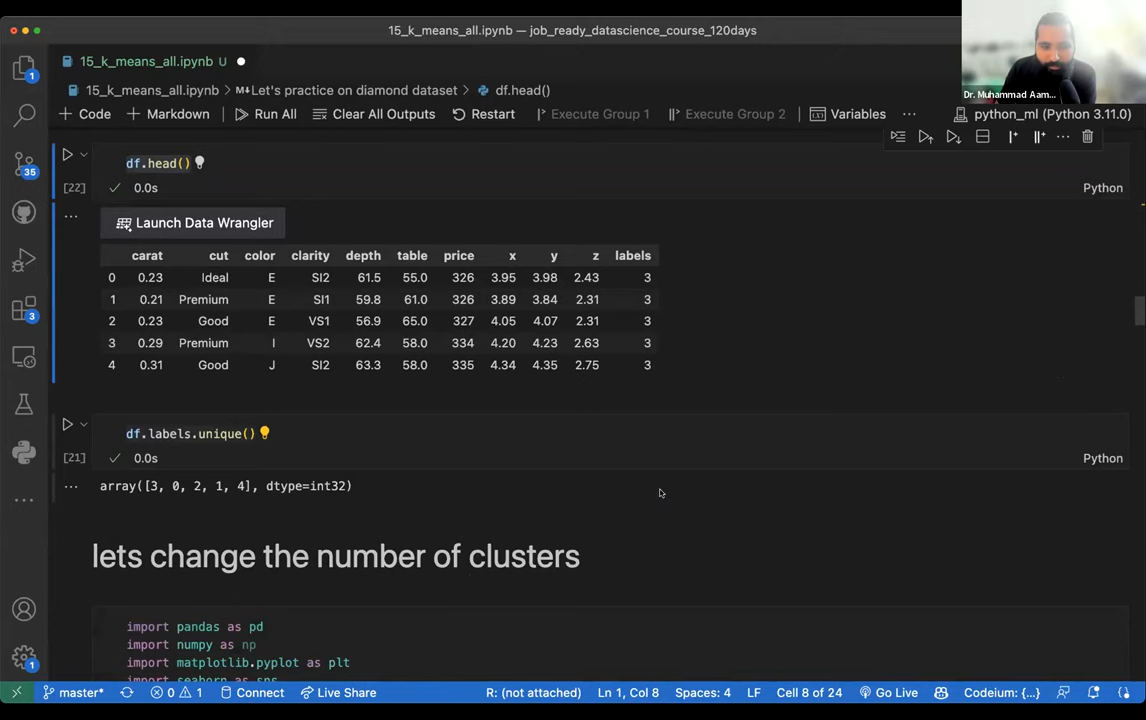 15_k_means_all.ipynb — job_ready_datascience_course_120days
15_k_means_all.ipynb U
15_k_means_all.ipynb > M↓Let's practice on diamond dataset > df.head()
+ Code + Markdown Run All Clear All Outputs Restart Execute Group 1 Execute Group 2 Variables ... python_ml (Python 3.11.0)
Dr. Muhammad Aam...
df.head()
[22] 0.0s Python
Launch Data Wrangler
carat cut color clarity depth table price x y z labels
0 0.23 Ideal E SI2 61.5 55.0 326 3.95 3.98 2.43 3
1 0.21 Premium E SI1 59.8 61.0 326 3.89 3.84 2.31 3
2 0.23 Good E VS1 56.9 65.0 327 4.05 4.07 2.31 3
3 0.29 Premium I VS2 62.4 58.0 334 4.20 4.23 2.63 3
4 0.31 Good J SI2 63.3 58.0 335 4.34 4.35 2.75 3
df.labels.unique()
[21] 0.0s Python
... array([3, 0, 2, 1, 4], dtype=int32)
lets change the number of clusters
import pandas as pd
import numpy as np
import matplotlib.pyplot as plt
import seaborn as sns
1
35
3
1
master* 0 1 Connect Live Share R: (not attached) Ln 1, Col 8 Spaces: 4 LF Cell 8 of 24 Go Live Codeium: {...}